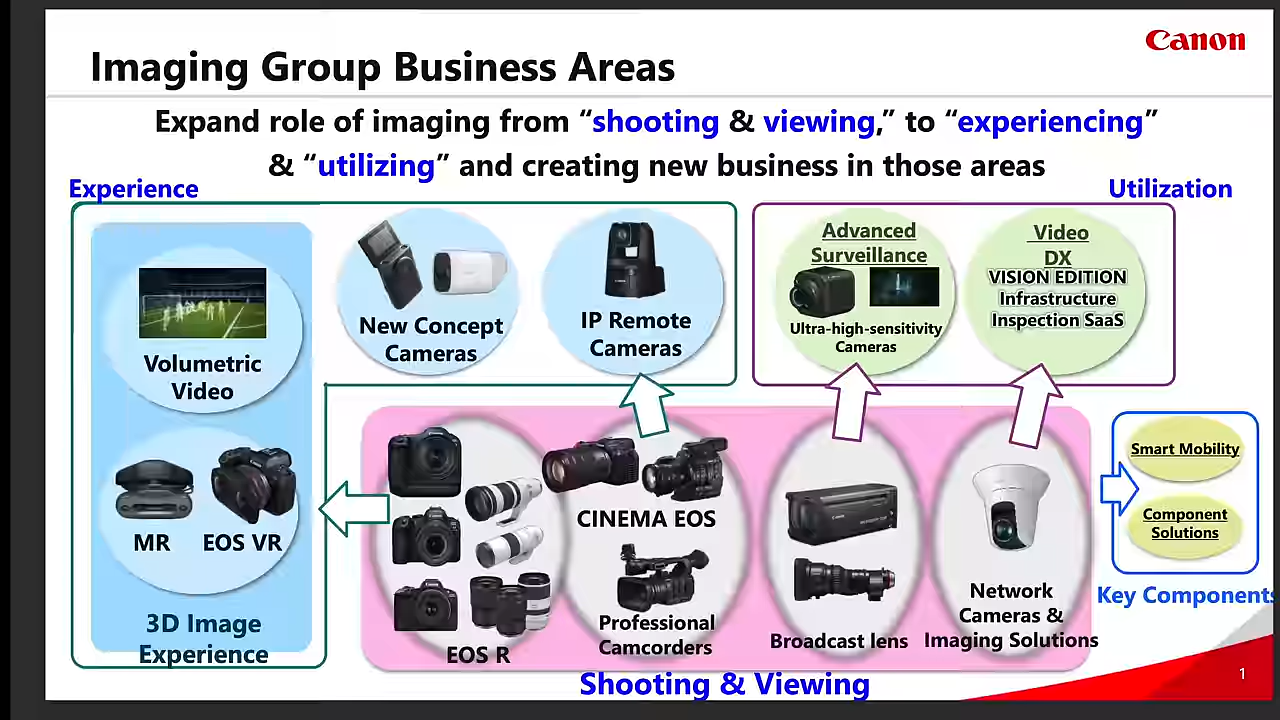 Canon
Imaging Group Business Areas
Expand role of imaging from “shooting & viewing,” to “experiencing”
& “utilizing” and creating new business in those areas
Experience
Utilization
Volumetric
Video
MR
EOS VR
3D Image
Experience
New Concept
Cameras
IP Remote
Cameras
Advanced
Surveillance
Ultra-high-sensitivity
Cameras
Video
DX
VISION EDITION
Infrastructure
Inspection SaaS
EOS R
CINEMA EOS
Professional
Camcorders
Broadcast lens
Network
Cameras &
Imaging Solutions
Shooting & Viewing
Smart Mobility
Component
Solutions
Key Components
1